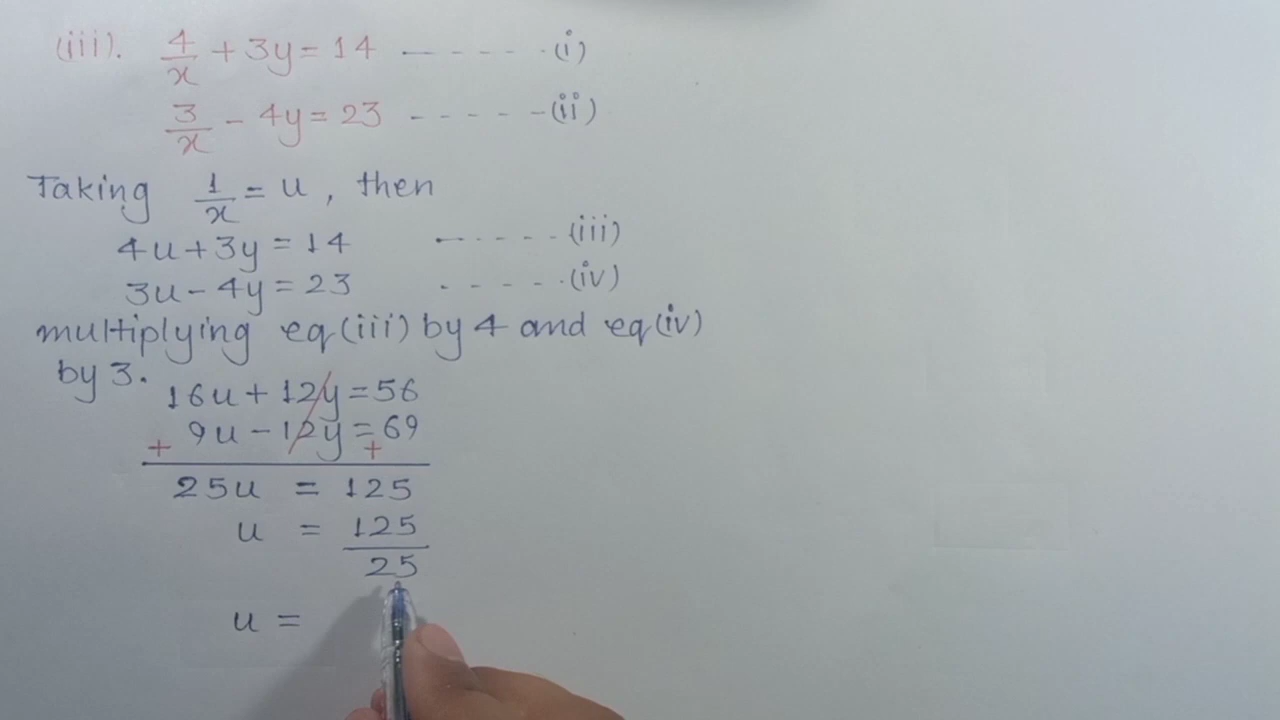 (iii). 4/x + 3y = 14 ------ (i)
3/x - 4y = 23 ------ (ii)
Taking 1/x = u, then
4u + 3y = 14 ------ (iii)
3u - 4y = 23 ------ (iv)
multiplying eq(iii) by 4 and eq(iv)
by 3.
16u + 12y = 56
9u - 12y = 69
+ +
25u = 125
u = 125/25
u =